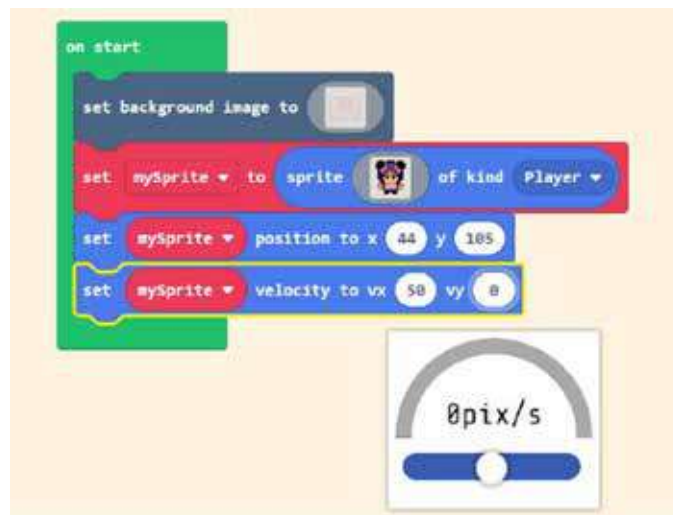 on start
set background image to
set mySprite to sprite of kind Player
set mySprite position to x 44 y 105
set mySprite velocity to vx 50 vy 0
0pix/s